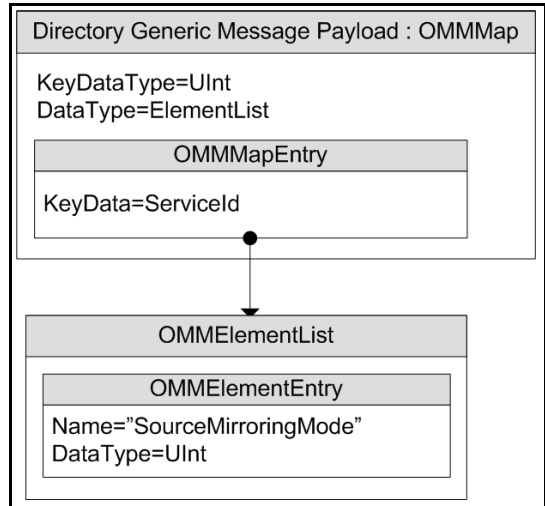 Directory Generic Message Payload : OMMMap
KeyDataType=UInt
DataType=ElementList
OMMMapEntry
KeyData=ServiceId
OMMElementList
OMMElementEntry
Name=”SourceMirroringMode”
DataType=UInt